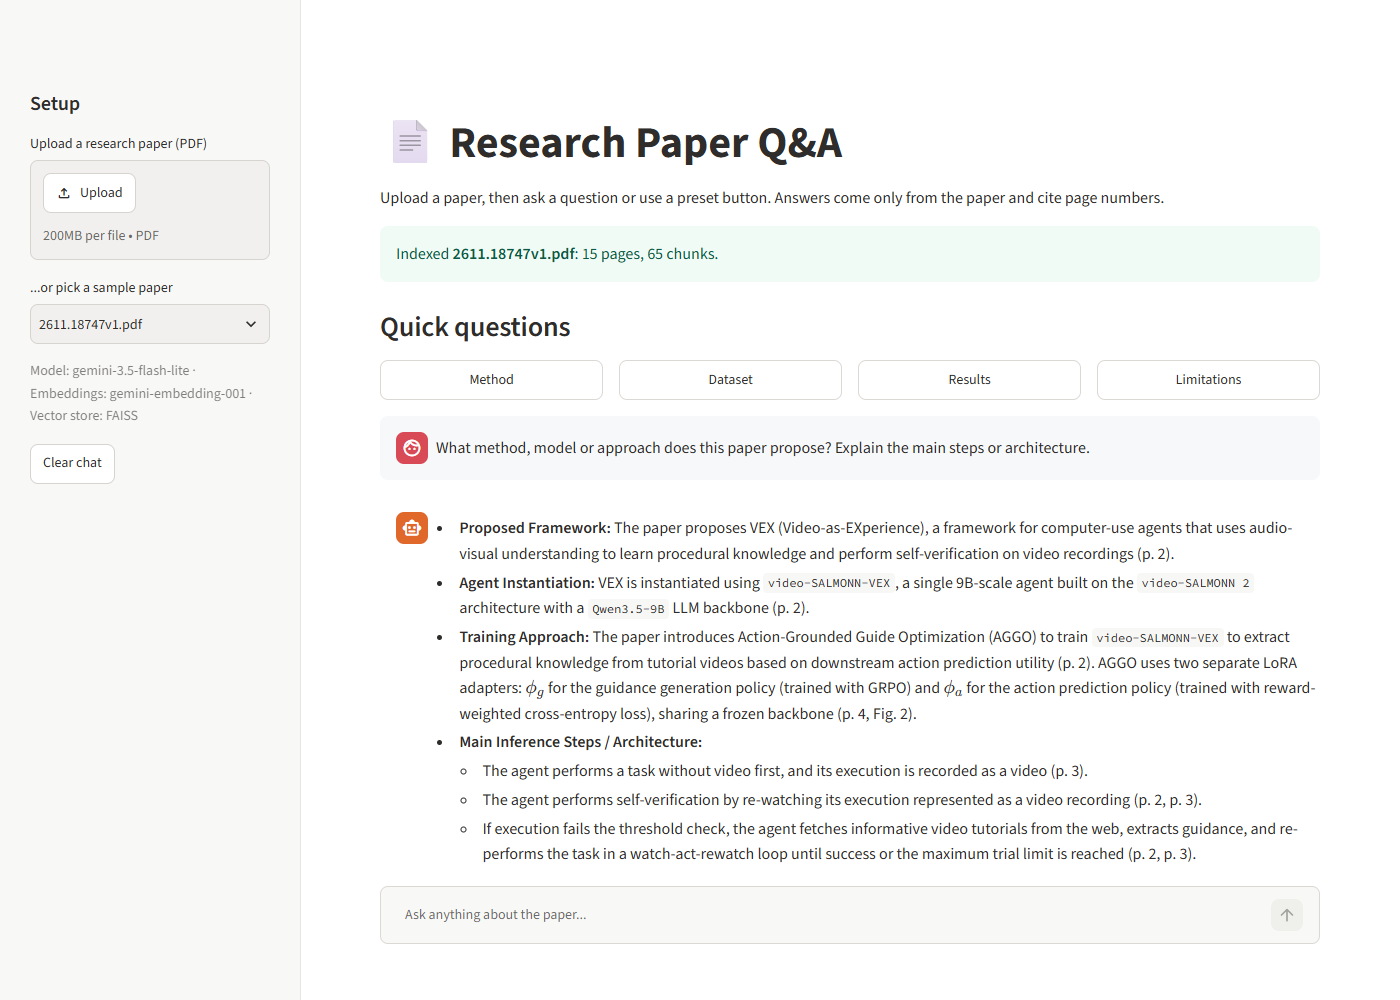 Setup
Upload a research paper (PDF)
Upload
200MB per file • PDF
...or pick a sample paper
2611.18747v1.pdf
Model: gemini-3.5-flash-lite ·
Embeddings: gemini-embedding-001 ·
Vector store: FAISS
Clear chat
Research Paper Q&A
Upload a paper, then ask a question or use a preset button. Answers come only from the paper and cite page numbers.
Indexed 2611.18747v1.pdf: 15 pages, 65 chunks.
Quick questions
Method
Dataset
Results
Limitations
What method, model or approach does this paper propose? Explain the main steps or architecture.
• Proposed Framework: The paper proposes VEX (Video-as-EXperience), a framework for computer-use agents that uses audio-
visual understanding to learn procedural knowledge and perform self-verification on video recordings (p. 2).
• Agent Instantiation: VEX is instantiated using video-SALMONN-VEX, a single 9B-scale agent built on the video-SALMONN 2
architecture with a Qwen3.5-9B LLM backbone (p. 2).
• Training Approach: The paper introduces Action-Grounded Guide Optimization (AGGO) to train video-SALMONN-VEX to extract
procedural knowledge from tutorial videos based on downstream action prediction utility (p. 2). AGGO uses two separate LoRA
adapters: ϕg for the guidance generation policy (trained with GRPO) and ϕa for the action prediction policy (trained with reward-
weighted cross-entropy loss), sharing a frozen backbone (p. 4, Fig. 2).
• Main Inference Steps / Architecture:
◦ The agent performs a task without video first, and its execution is recorded as a video (p. 3).
◦ The agent performs self-verification by re-watching its execution represented as a video recording (p. 2, p. 3).
◦ If execution fails the threshold check, the agent fetches informative video tutorials from the web, extracts guidance, and re-
performs the task in a watch-act-rewatch loop until success or the maximum trial limit is reached (p. 2, p. 3).
Ask anything about the paper...